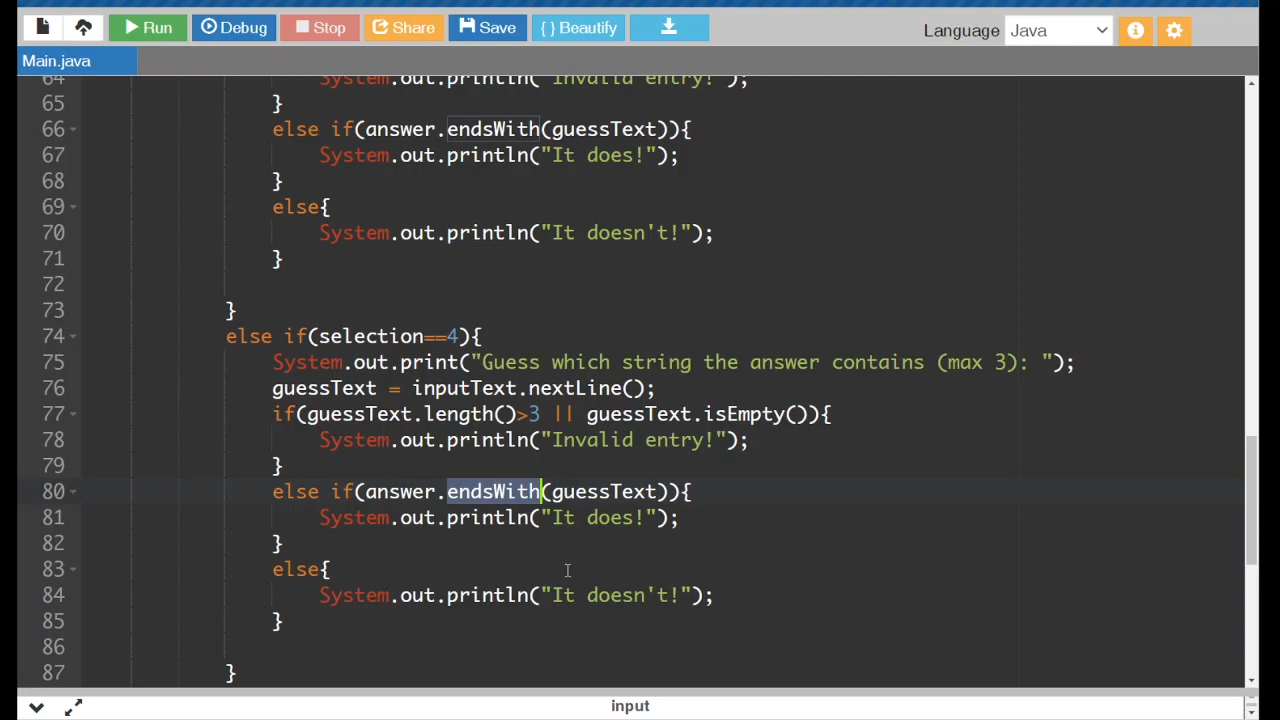 Run Debug Stop Share Save { } Beautify Language Java
Main.java
64 System.out.println("Invalid entry!");
65 }
66 else if(answer.endsWith(guessText)){
67 System.out.println("It does!");
68 }
69 else{
70 System.out.println("It doesn't!");
71 }
72
73 }
74 else if(selection==4){
75 System.out.print("Guess which string the answer contains (max 3): ");
76 guessText = inputText.nextLine();
77 if(guessText.length()>3 || guessText.isEmpty()){
78 System.out.println("Invalid entry!");
79 }
80 else if(answer.endsWith(guessText)){
81 System.out.println("It does!");
82 }
83 else{
84 System.out.println("It doesn't!");
85 }
86
87 }
input